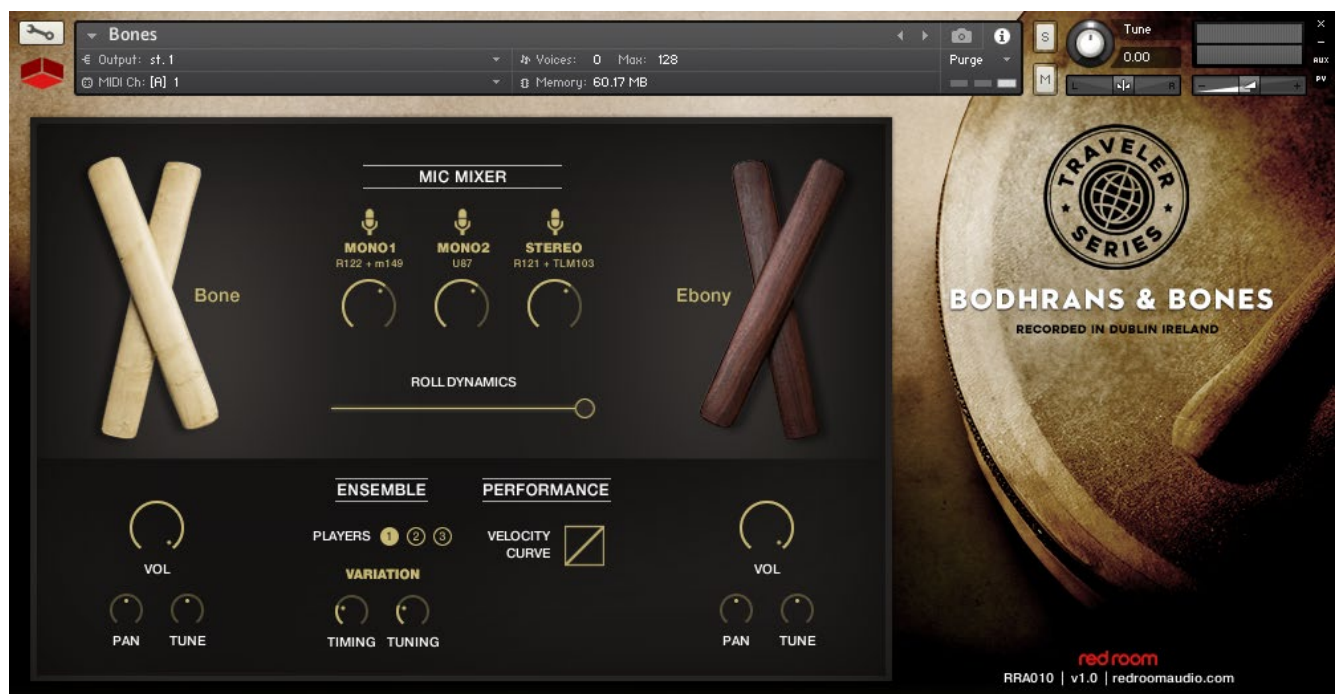 Bones
Output: st.1
Voices: 0 Max: 128
Purge
MIDI Ch: [A] 1
Memory: 60.17 MB
S
M
Tune
0.00
L
R
-
+
×
–
AUX
PV
MIC MIXER
MONO1
R122 + m149
MONO2
U87
STEREO
R121 + TLM103
Bone
Ebony
ROLL DYNAMICS
ENSEMBLE
PLAYERS 1 2 3
VARIATION
TIMING TUNING
PERFORMANCE
VELOCITY
CURVE
VOL
PAN TUNE
VOL
PAN TUNE
TRAVELER
SERIES
BODHRANS & BONES
RECORDED IN DUBLIN IRELAND
red room
RRA010 | v1.0 | redroomaudio.com